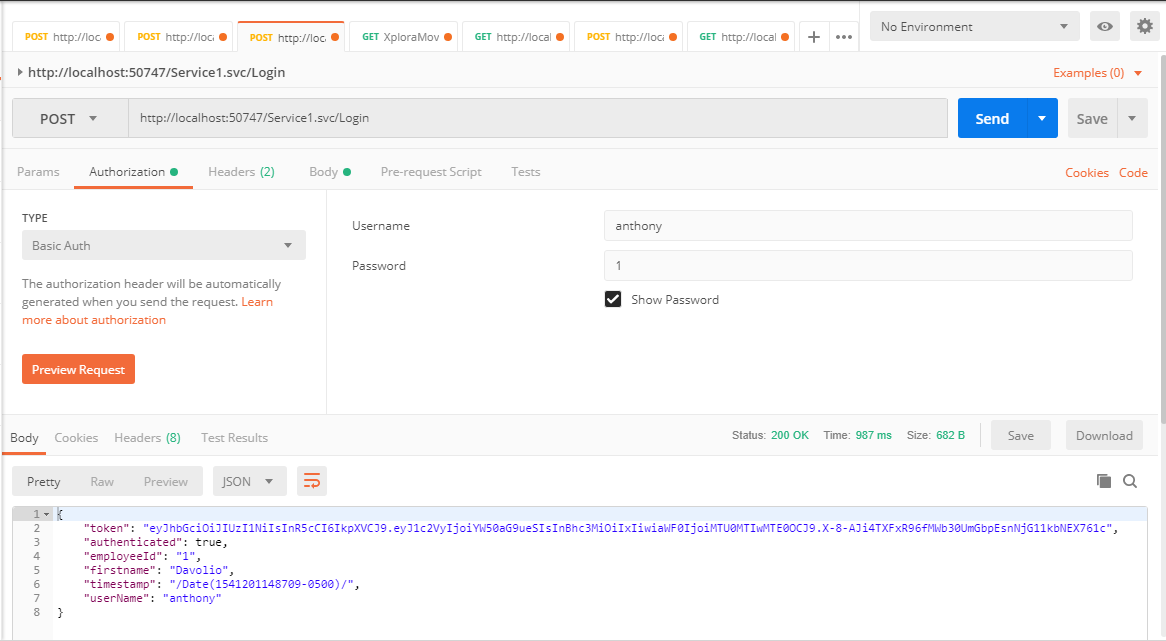 POST http://loc POST http://loc POST http://loc GET XploraMov GET http://local POST http://loc GET http://local + ••• No Environment
http://localhost:50747/Service1.svc/Login Examples (0)
POST http://localhost:50747/Service1.svc/Login Send Save
Params Authorization Headers (2) Body Pre-request Script Tests Cookies Code
TYPE
Basic Auth
The authorization header will be automatically
generated when you send the request. Learn
more about authorization
Preview Request
Username anthony
Password 1
Show Password
Body Cookies Headers (8) Test Results Status: 200 OK Time: 987 ms Size: 682 B Save Download
Pretty Raw Preview JSON
1 {
2 "token": "eyJhbGciOiJIUzI1NiIsInR5cCI6IkpXVCJ9.eyJ1c2VyIjoiYW50aG9ueSIsInBhc3MiOiIxIiwiaWF0IjoiMTU0MTIwMTE0OCJ9.X-8-AJi4TXFxR96fMWb30UmGbpEsnNjG11kbNEX761c",
3 "authenticated": true,
4 "employeeId": "1",
5 "firstname": "Davolio",
6 "timestamp": "/Date(1541201148709-0500)/",
7 "userName": "anthony"
8 }